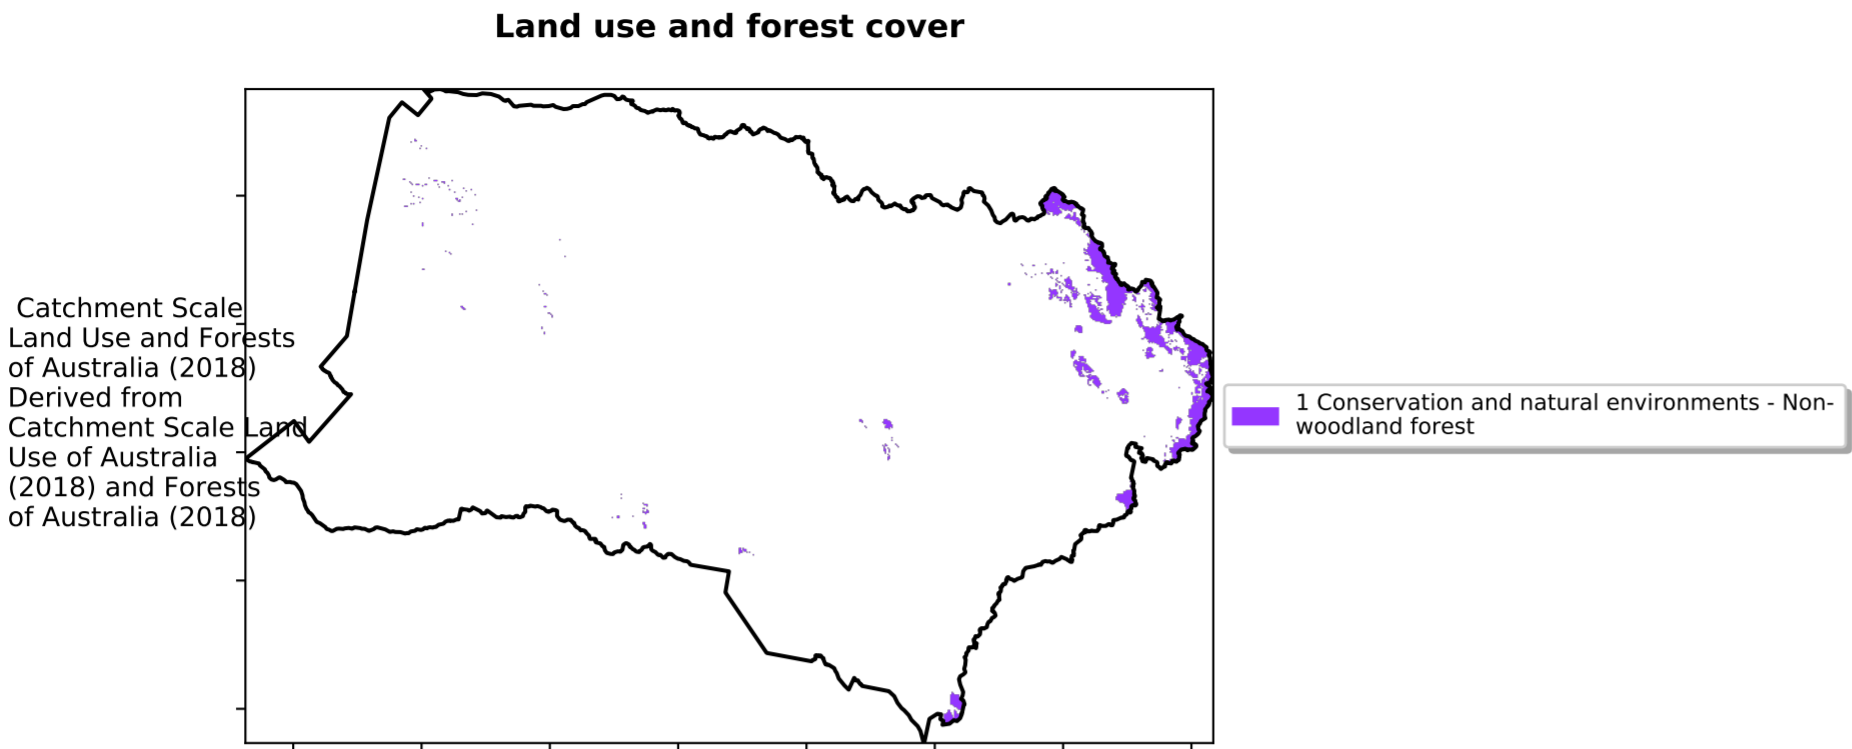 Land use and forest cover
Catchment Scale
Land Use and Forests
of Australia (2018)
Derived from
Catchment Scale Land
Use of Australia
(2018) and Forests
of Australia (2018)
1 Conservation and natural environments - Non-
woodland forest